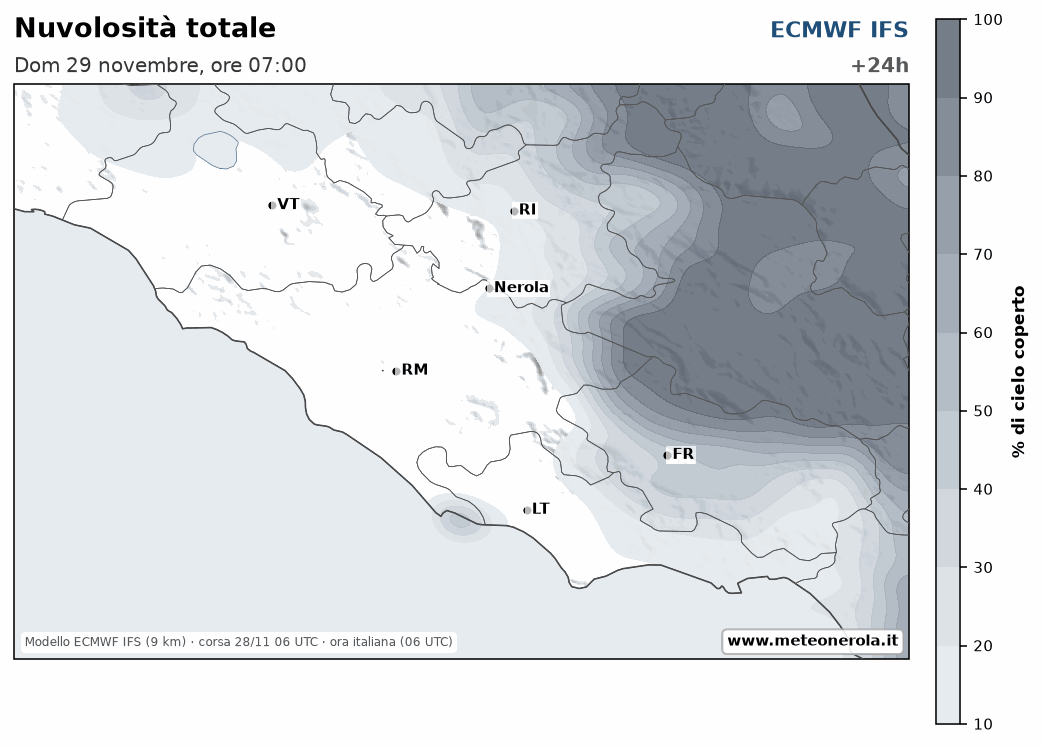 Nuvolosità totale
ECMWF IFS
Dom 29 novembre, ore 07:00
+24h
100
90
80
70
60
50
40
30
20
10
% di cielo coperto
VT
RI
Nerola
RM
FR
LT
Modello ECMWF IFS (9 km) · corsa 28/11 06 UTC · ora italiana (06 UTC)
www.meteonerola.it